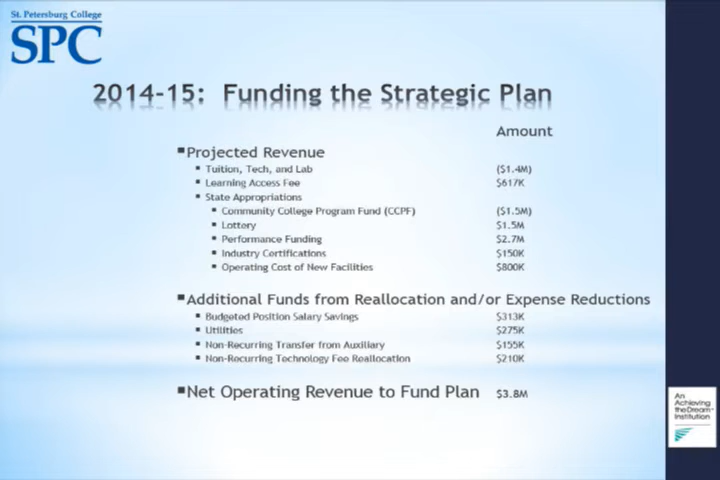 St. Petersburg College
SPC
2014-15: Funding the Strategic Plan
Amount
Projected Revenue
Tuition, Tech, and Lab ($1.4M)
Learning Access Fee $617K
State Appropriations
Community College Program Fund (CCPF) ($1.5M)
Lottery $1.5M
Performance Funding $2.7M
Industry Certifications $150K
Operating Cost of New Facilities $800K
Additional Funds from Reallocation and/or Expense Reductions
Budgeted Position Salary Savings $313K
Utilities $275K
Non-Recurring Transfer from Auxiliary $155K
Non-Recurring Technology Fee Reallocation $210K
Net Operating Revenue to Fund Plan $3.8M
An
Achieving
the Dream
Institution